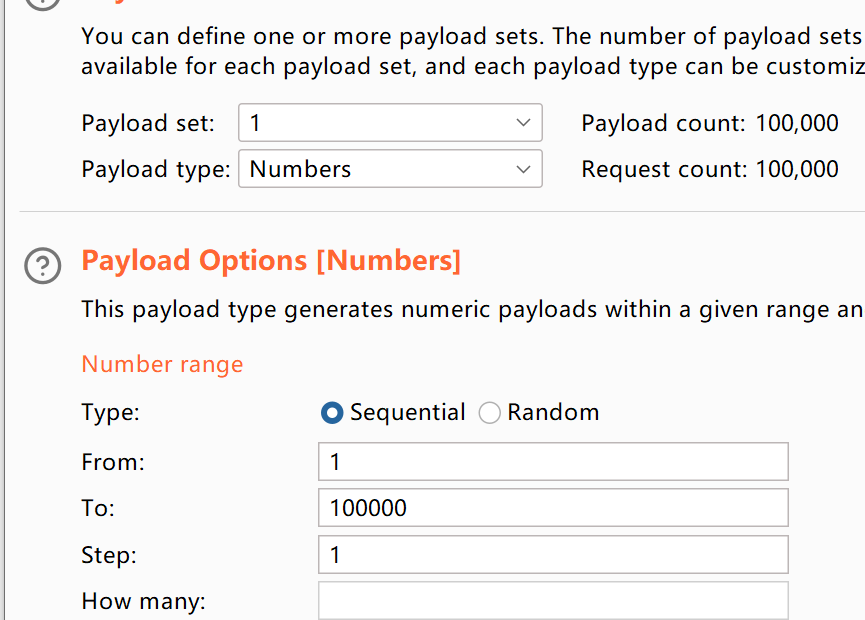 You can define one or more payload sets. The number of payload sets
available for each payload set, and each payload type can be
Payload set: 1 Payload count: 100,000
Payload type: Numbers Request count: 100,000
Payload Options [Numbers]
This payload type generates numeric payloads within a given range
Number range
Type: Sequential Random
From: 1
To: 100000
Step: 1
How many: